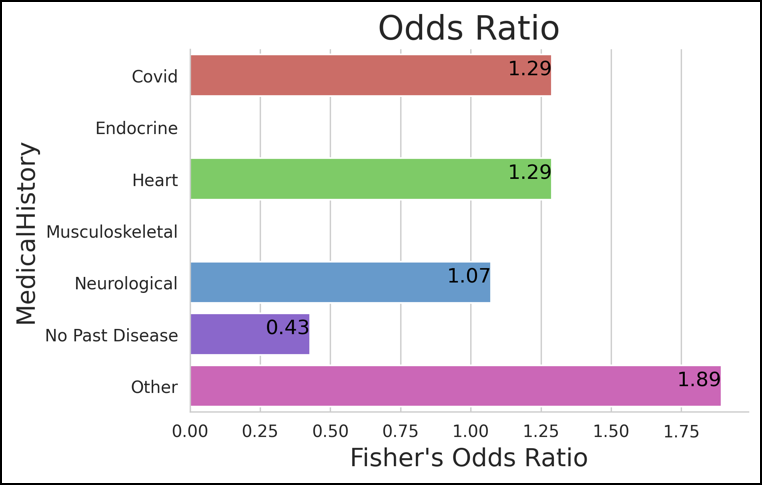 Odds Ratio
MedicalHistory
Covid
1.29
Endocrine
Heart
1.29
Musculoskeletal
Neurological
1.07
No Past Disease
0.43
Other
1.89
0.00 0.25 0.50 0.75 1.00 1.25 1.50 1.75
Fisher's Odds Ratio